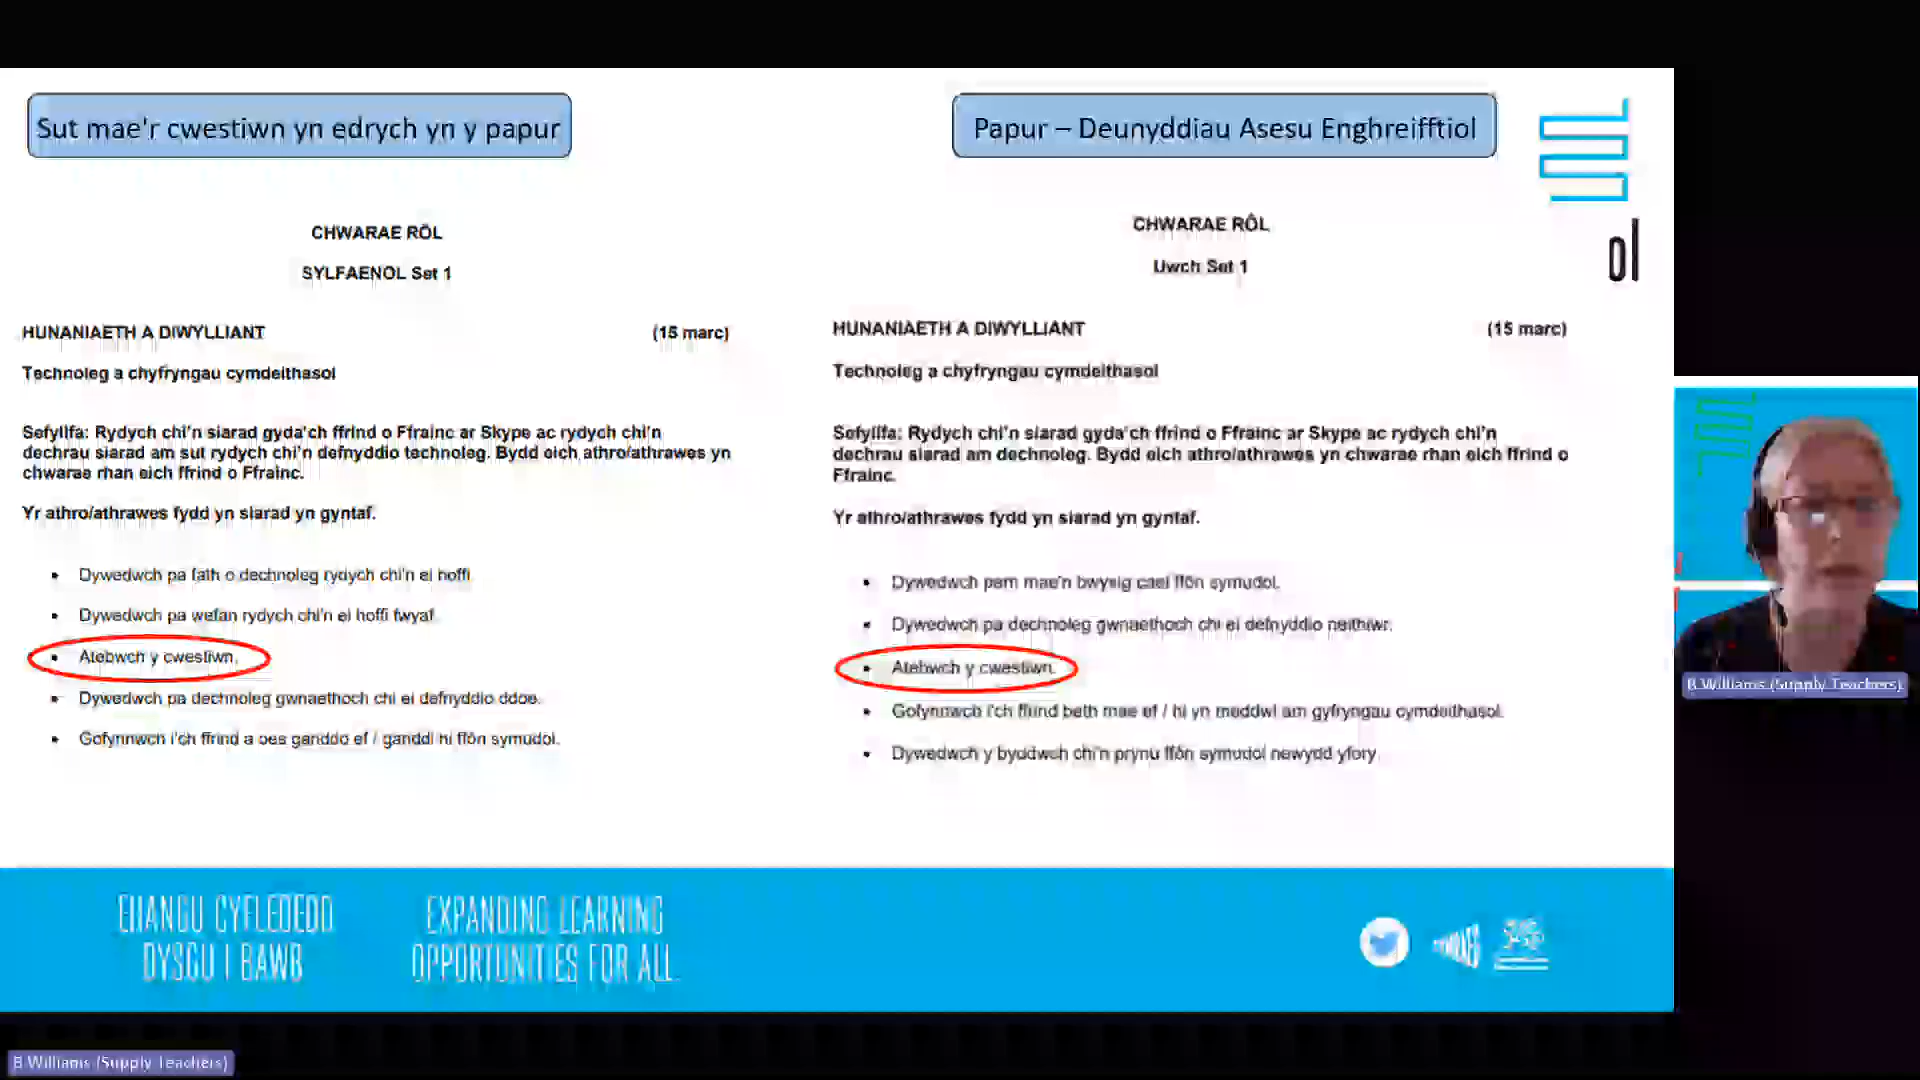 Sut mae'r cwestiwn yn edrych yn y papur
CHWARAE RÔL
SYLFAENOL Set 1
HUNANIAETH A DIWYLLIANT (15 marc)
Technoleg a chyfryngau cymdeithasol
Sefyllfa: Rydych chi'n siarad gyda'ch ffrind o Ffrainc ar Skype ac rydych chi'n
dechrau siarad am sut rydych chi'n defnyddio technoleg. Bydd eich athro/athrawes yn
chwarae rhan eich ffrind o Ffrainc.
Yr athro/athrawes fydd yn siarad yn gyntaf.
• Dywedwch pa fath o dechnoleg rydych chi'n ei hoffi.
• Dywedwch pa wefan rydych chi'n ei hoffi fwyaf.
• Atebwch y cwestiwn.
• Dywedwch pa dechnoleg gwnaethoch chi ei defnyddio ddoe.
• Gofynnwch i'ch ffrind a oes ganddo ef / ganddi hi ffôn symudol.
Papur – Deunyddiau Asesu Enghreifftiol
CHWARAE RÔL
Uwch Set 1
HUNANIAETH A DIWYLLIANT (15 marc)
Technoleg a chyfryngau cymdeithasol
Sefyllfa: Rydych chi'n siarad gyda'ch ffrind o Ffrainc ar Skype ac rydych chi'n
dechrau siarad am dechnoleg. Bydd eich athro/athrawes yn chwarae rhan eich ffrind o
Ffrainc.
Yr athro/athrawes fydd yn siarad yn gyntaf.
• Dywedwch pam mae'n bwysig cael ffôn symudol.
• Dywedwch pa dechnoleg gwnaethoch chi ei defnyddio neithiwr.
• Atebwch y cwestiwn.
• Gofynnwch i'ch ffrind beth mae ef / hi yn meddwl am gyfryngau cymdeithasol.
• Dywedwch y byddwch chi'n prynu ffôn symudol newydd yfory.
ol
EHANGU CYFLEOEDD
DYSGU I BAWB
EXPANDING LEARNING
OPPORTUNITIES FOR ALL
B Williams (Supply Teachers)
B Williams (Supply Teachers)